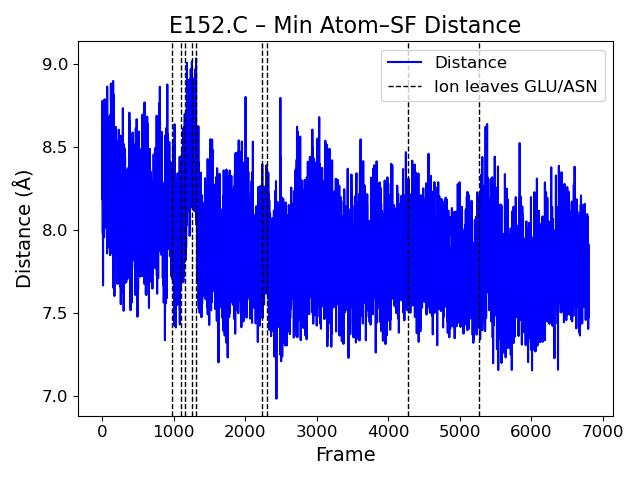 E152.C – Min Atom–SF Distance
Distance
Ion leaves GLU/ASN
9.0
8.5
8.0
7.5
7.0
Distance (Å)
0 1000 2000 3000 4000 5000 6000 7000
Frame